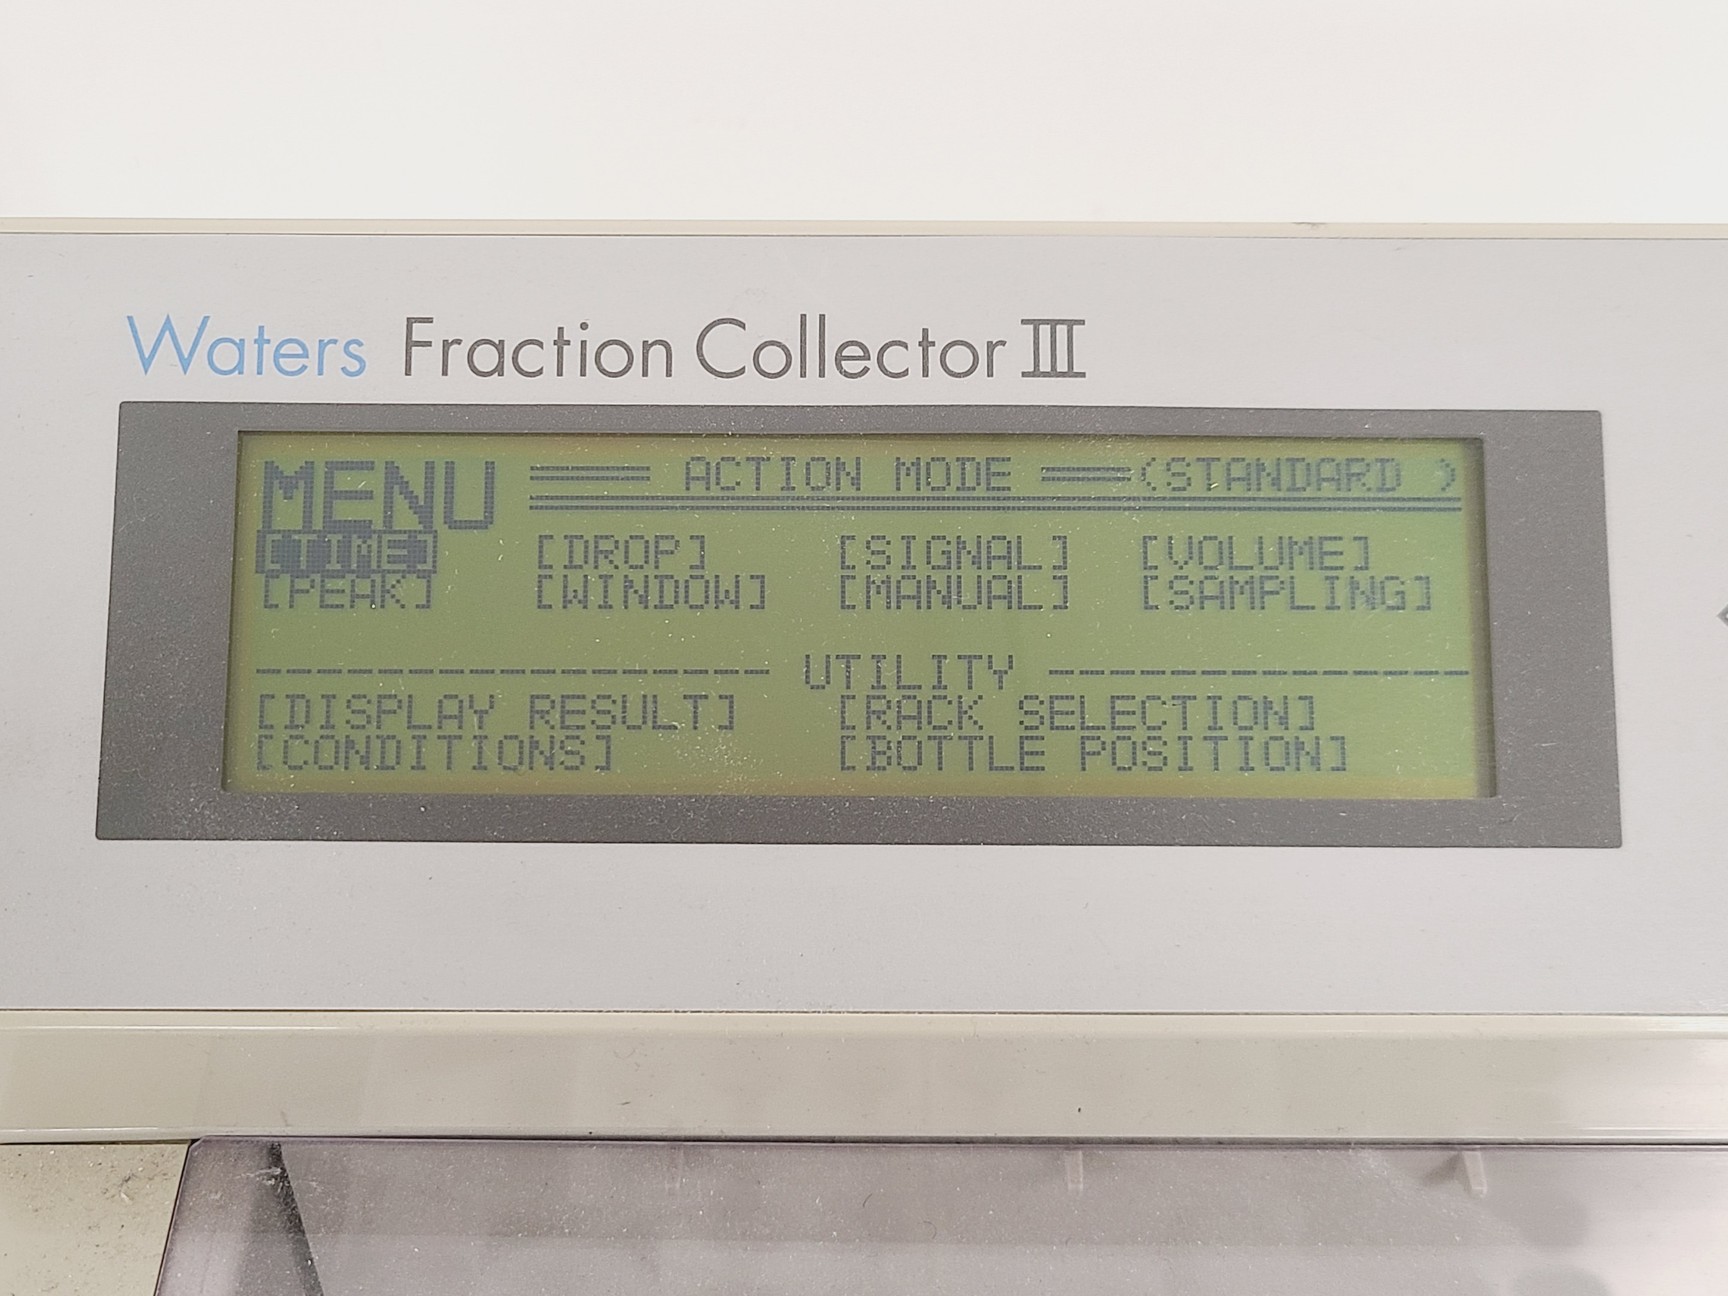 Waters Fraction Collector III
MENU ACTION MODE (STANDARD )
[TIME] [DROP] [SIGNAL] [VOLUME]
[PEAK] [WINDOW] [MANUAL] [SAMPLING]
UTILITY
[DISPLAY RESULT] [RACK SELECTION]
[CONDITIONS] [BOTTLE POSITION]